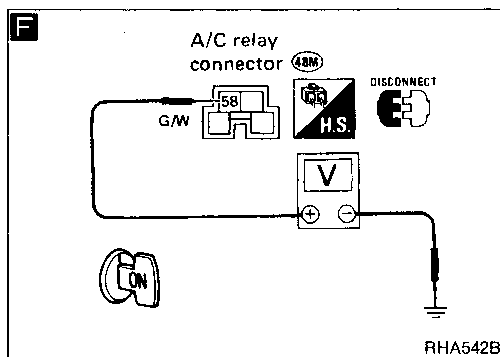 F
A/C relay
connector 48M
DISCONNECT
58
G/W
H.S.
V
+ −
ON
RHA542B